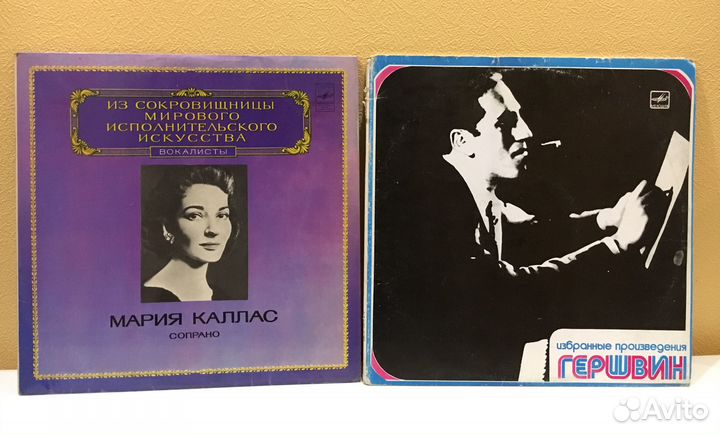 ИЗ СОКРОВИЩНИЦЫ
МИРОВОГО
ИСПОЛНИТЕЛЬСКОГО
ИСКУССТВА
ВОКАЛИСТЫ
МАРИЯ КАЛЛАС
СОПРАНО
избранные произведения
ГЕРШВИН
Avito